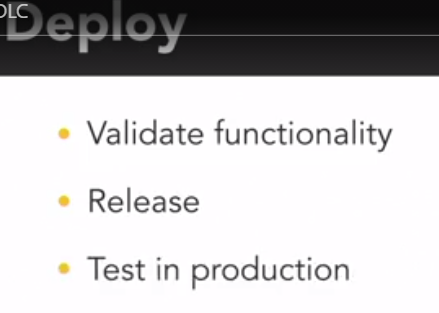 DLC
Deploy
Validate functionality
Release
Test in production